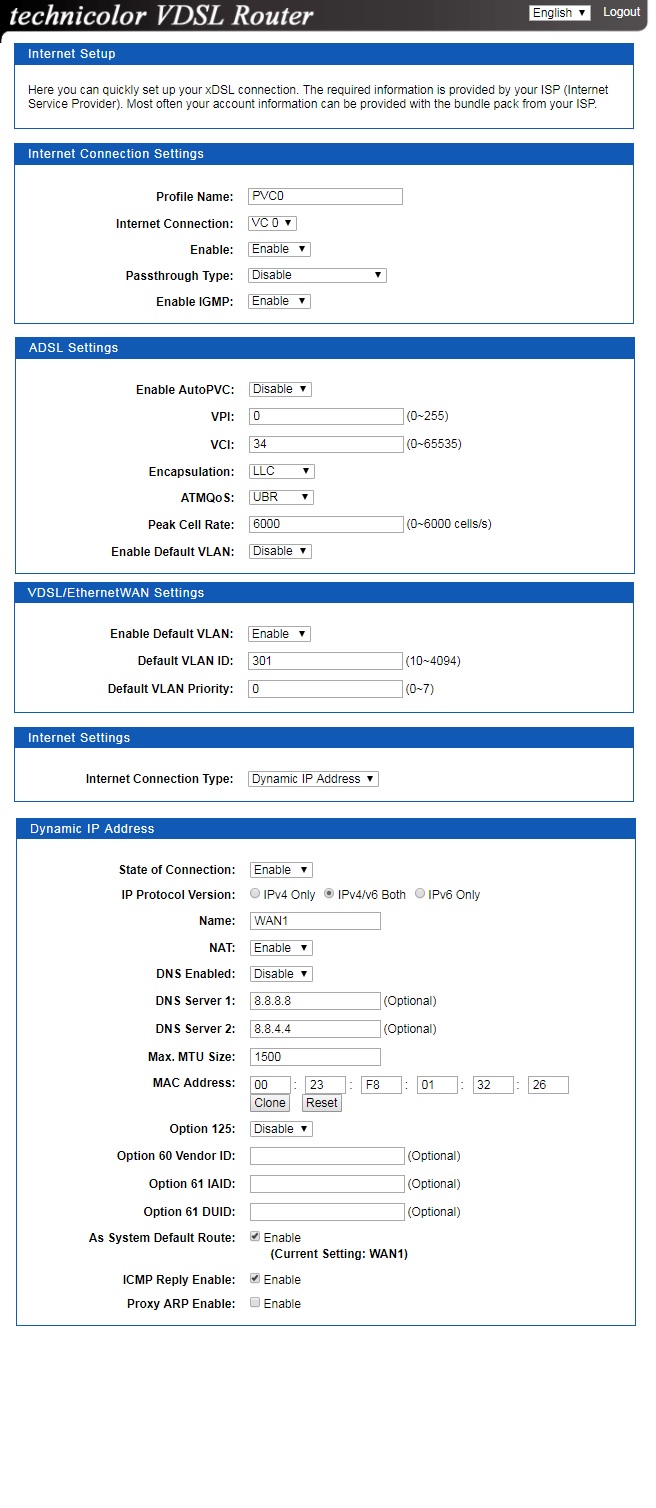 technicolor VDSL Router
English ▼ Logout
Internet Setup
Here you can quickly set up your xDSL connection. The required information is provided by your ISP (Internet
Service Provider). Most often your account information can be provided with the bundle pack from your ISP.
Internet Connection Settings
Profile Name: PVC0
Internet Connection: VC 0 ▼
Enable: Enable ▼
Passthrough Type: Disable ▼
Enable IGMP: Enable ▼
ADSL Settings
Enable AutoPVC: Disable ▼
VPI: 0 (0~255)
VCI: 34 (0~65535)
Encapsulation: LLC ▼
ATMQoS: UBR ▼
Peak Cell Rate: 6000 (0~6000 cells/s)
Enable Default VLAN: Disable ▼
VDSL/EthernetWAN Settings
Enable Default VLAN: Enable ▼
Default VLAN ID: 301 (10~4094)
Default VLAN Priority: 0 (0~7)
Internet Settings
Internet Connection Type: Dynamic IP Address ▼
Dynamic IP Address
State of Connection: Enable ▼
IP Protocol Version: IPv4 Only IPv4/v6 Both IPv6 Only
Name: WAN1
NAT: Enable ▼
DNS Enabled: Disable ▼
DNS Server 1: 8.8.8.8 (Optional)
DNS Server 2: 8.8.4.4 (Optional)
Max. MTU Size: 1500
MAC Address: 00 : 23 : F8 : 01 : 32 : 26
Clone Reset
Option 125: Disable ▼
Option 60 Vendor ID: (Optional)
Option 61 IAID: (Optional)
Option 61 DUID: (Optional)
As System Default Route: Enable
(Current Setting: WAN1)
ICMP Reply Enable: Enable
Proxy ARP Enable: Enable